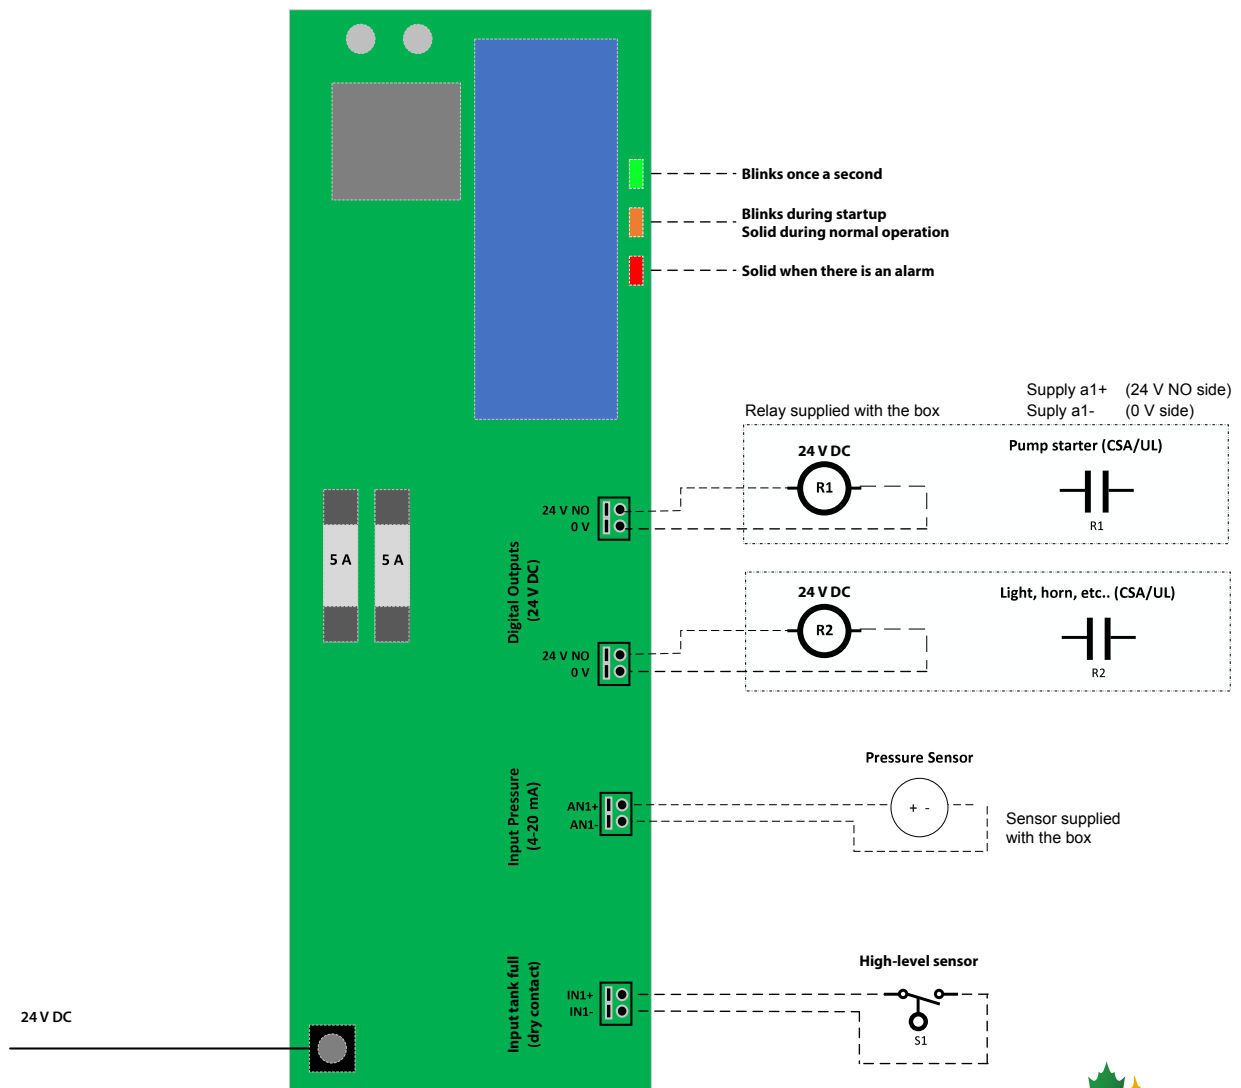 Blinks once a second
Blinks during startup
Solid during normal operation
Solid when there is an alarm
Supply a1+ (24 V NO side)
Suply a1- (0 V side)
Relay supplied with the box
24 V DC
R1
Pump starter (CSA/UL)
R1
24 V NO
0 V
5 A
5 A
Digital Outputs
(24 V DC)
24 V DC
R2
Light, horn, etc.. (CSA/UL)
R2
24 V NO
0 V
Pressure Sensor
+ -
Sensor supplied
with the box
Input Pressure
(4-20 mA)
AN1+
AN1-
High-level sensor
S1
Input tank full
(dry contact)
IN1+
IN1-
24 V DC